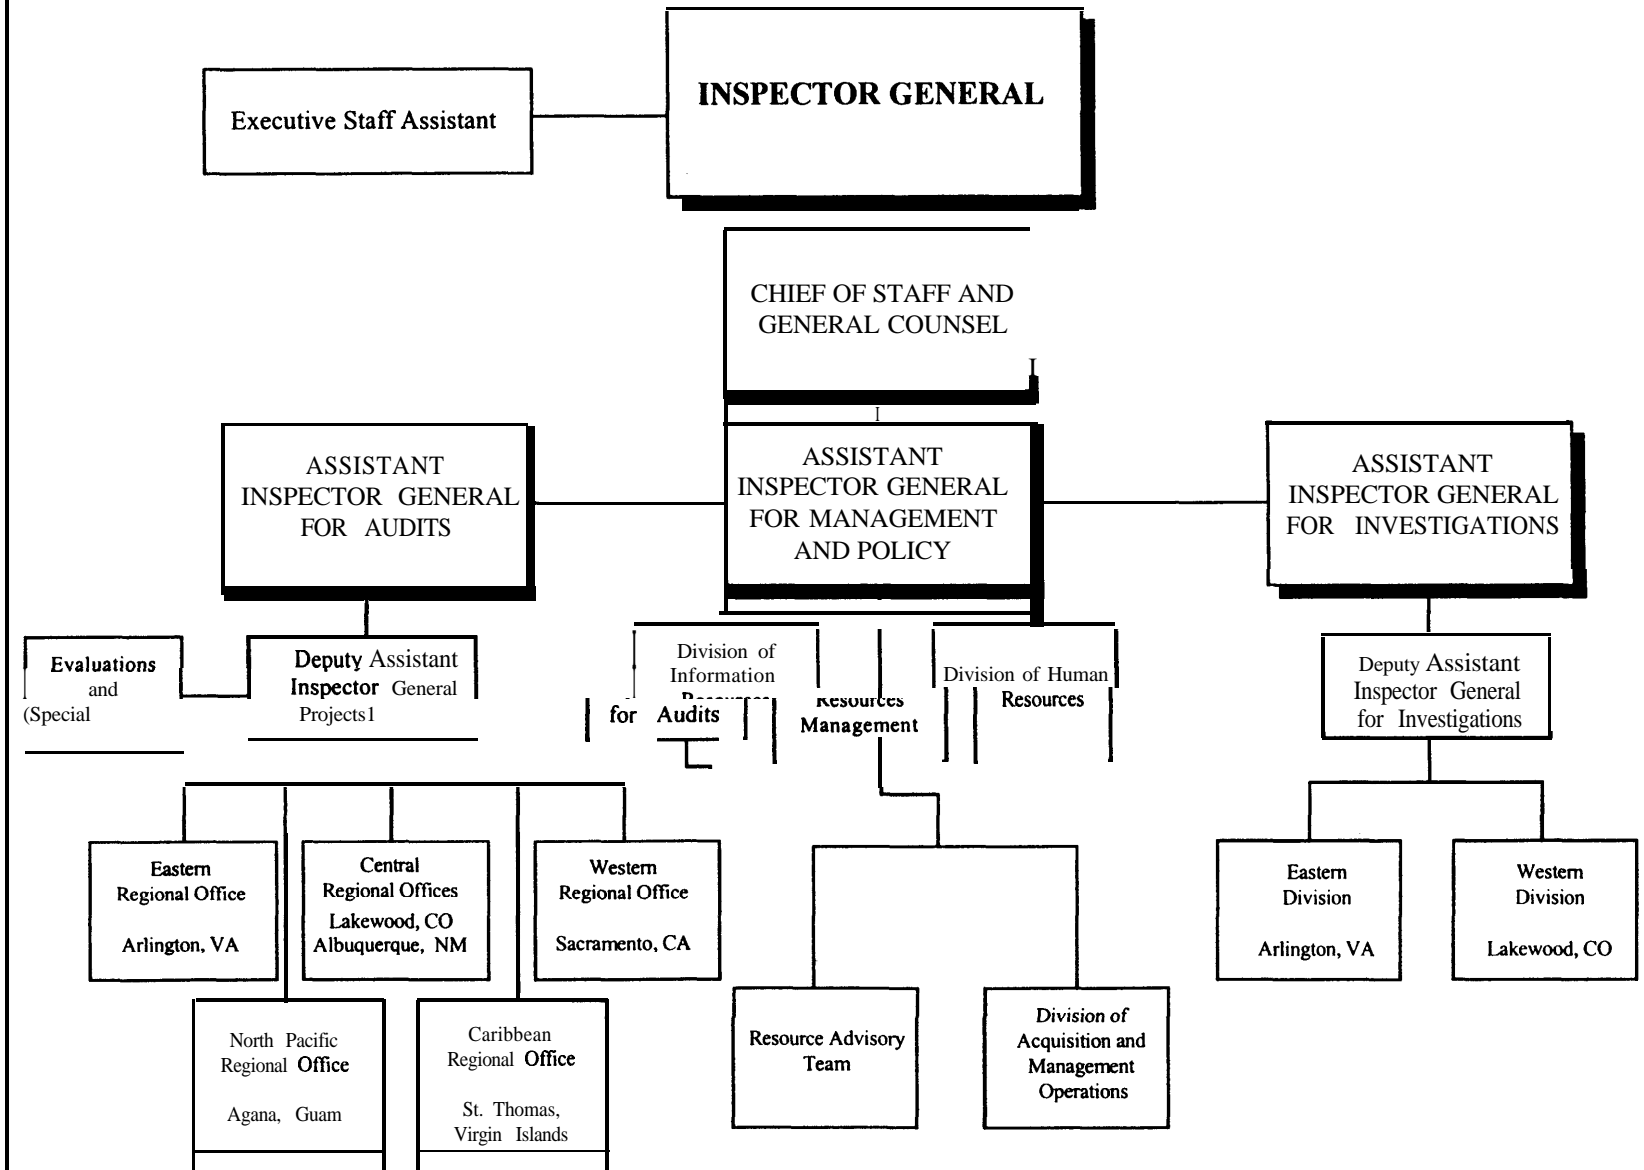 INSPECTOR GENERAL
Executive Staff Assistant
CHIEF OF STAFF AND
GENERAL COUNSEL
ASSISTANT
INSPECTOR GENERAL
FOR AUDITS
ASSISTANT
INSPECTOR GENERAL
FOR MANAGEMENT
AND POLICY
ASSISTANT
INSPECTOR GENERAL
FOR INVESTIGATIONS
Evaluations
and
(Special
Deputy Assistant
Inspector General
Projects1
Division of
Information
Resources
for Audits
Resources
Management
Division of Human
Resources
Deputy Assistant
Inspector General
for Investigations
Eastern
Regional Office
Arlington, VA
Central
Regional Offices
Lakewood, CO
Albuquerque, NM
Western
Regional Office
Sacramento, CA
Eastern
Division
Arlington, VA
Western
Division
Lakewood, CO
North Pacific
Regional Office
Agana, Guam
Caribbean
Regional Office
St. Thomas,
Virgin Islands
Resource Advisory
Team
Division of
Acquisition and
Management
Operations